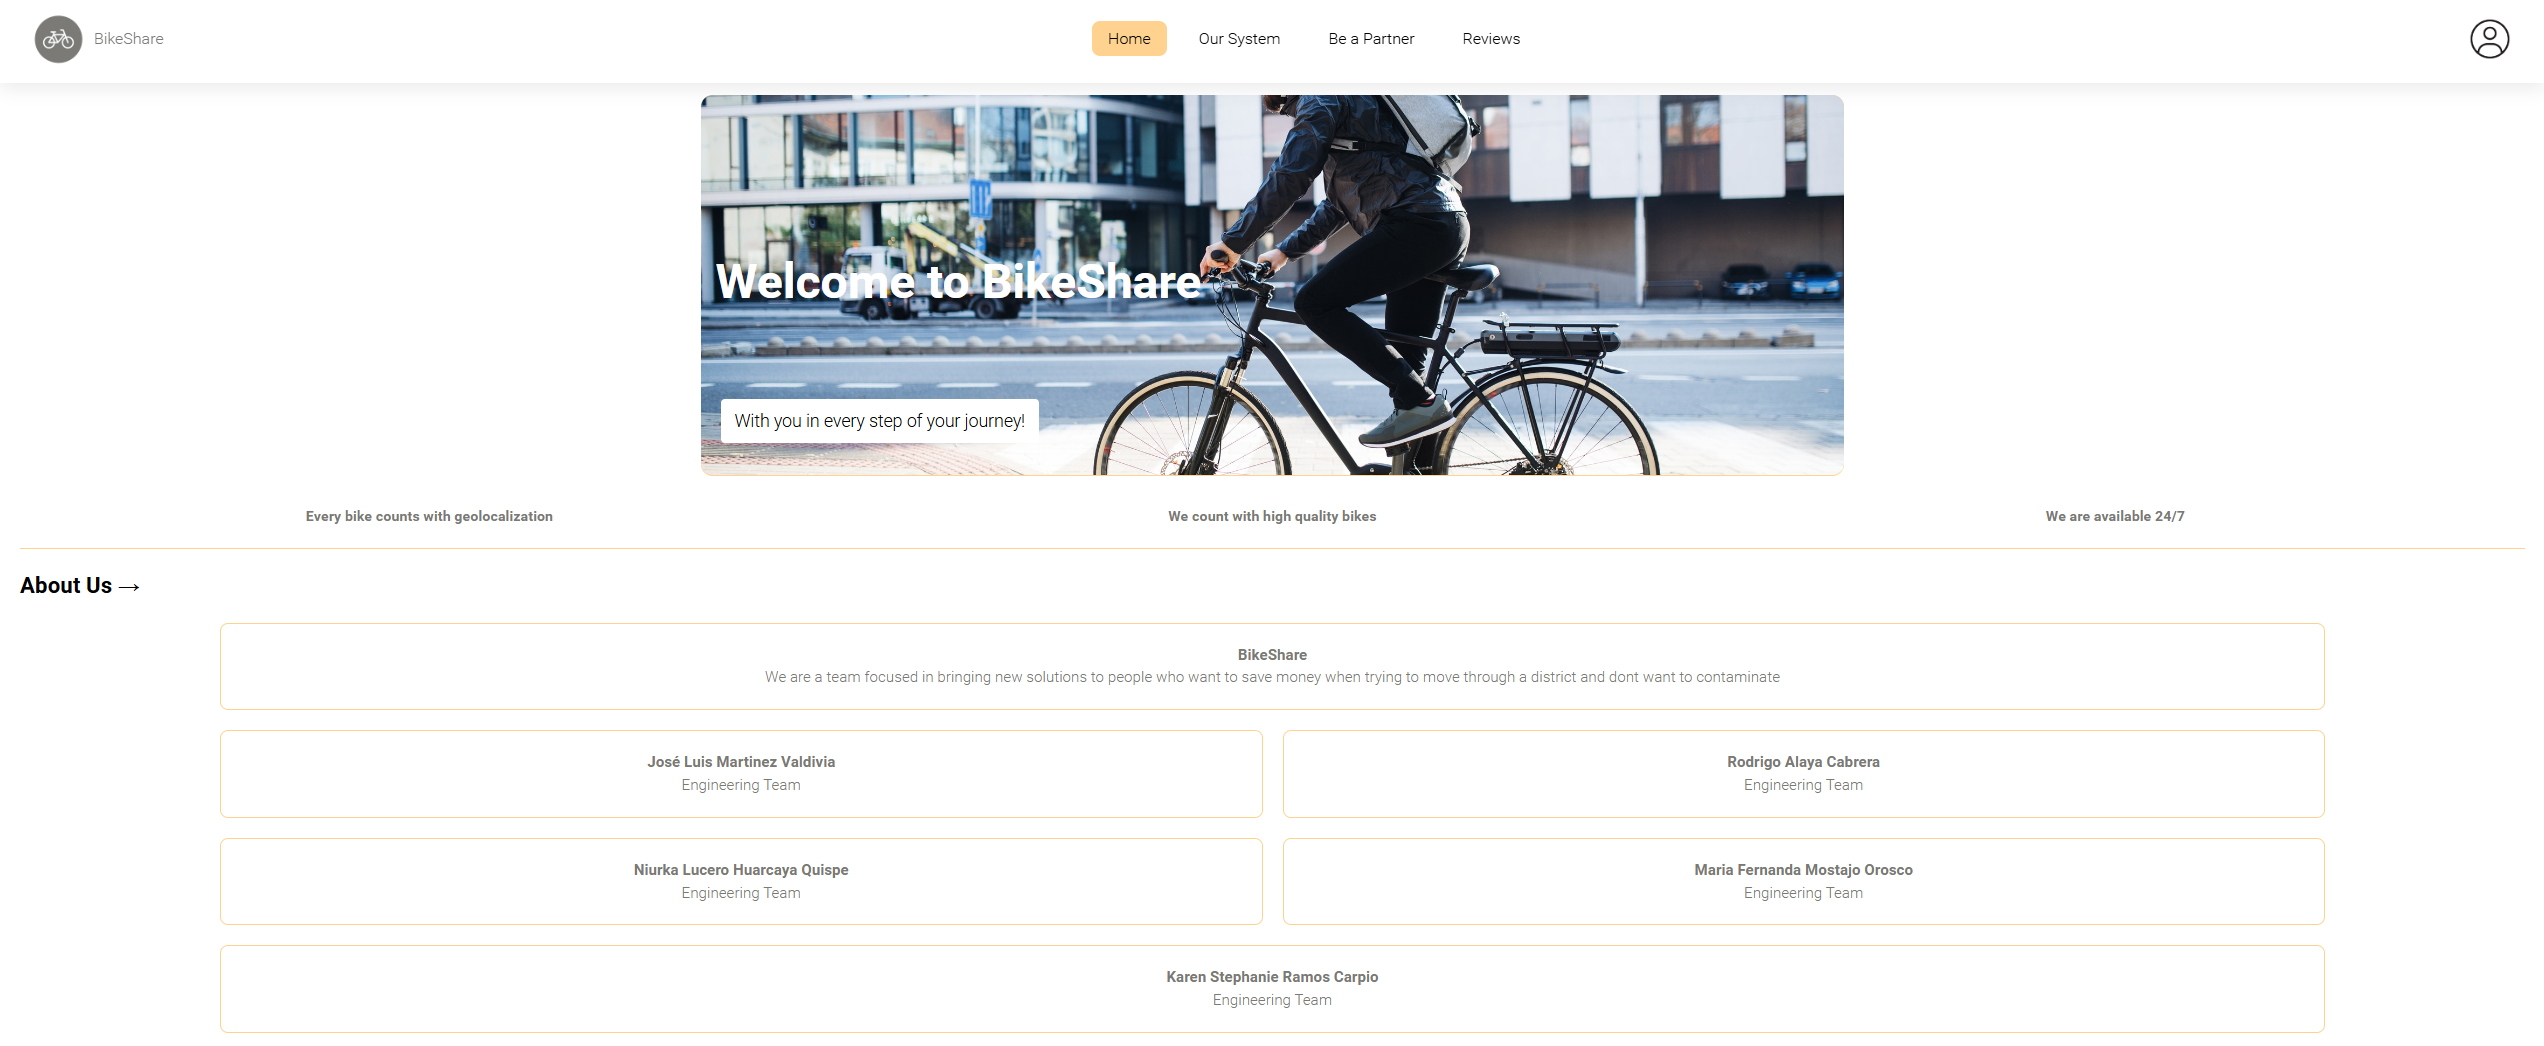 BikeShare
Home
Our System
Be a Partner
Reviews
Welcome to BikeShare
With you in every step of your journey!
Every bike counts with geolocalization
We count with high quality bikes
We are available 24/7
About Us →
BikeShare
We are a team focused in bringing new solutions to people who want to save money when trying to move through a district and dont want to contaminate
José Luis Martinez Valdivia
Engineering Team
Rodrigo Alaya Cabrera
Engineering Team
Niurka Lucero Huarcaya Quispe
Engineering Team
Maria Fernanda Mostajo Orosco
Engineering Team
Karen Stephanie Ramos Carpio
Engineering Team